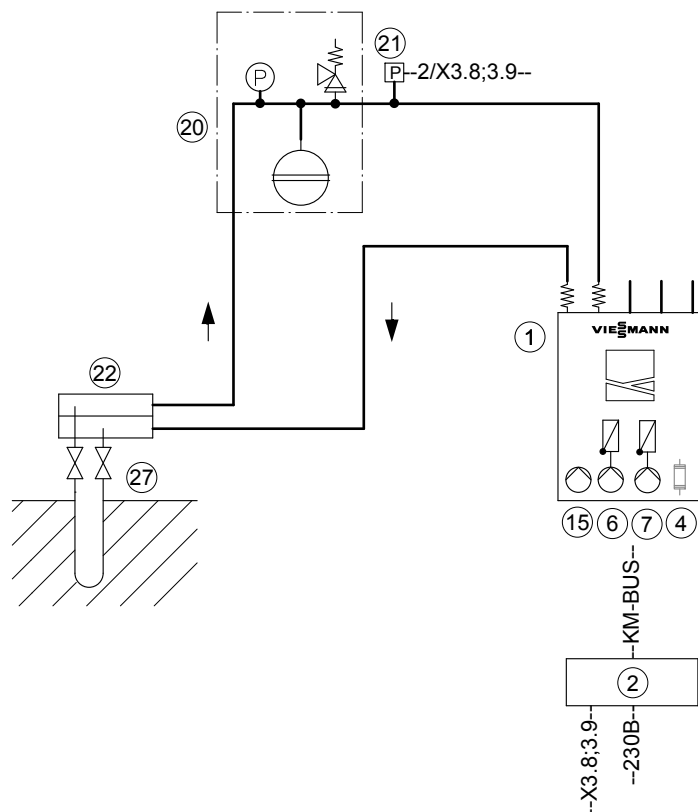 21
P
P--2/X3.8;3.9--
20
1
VIESMANN
22
27
15 6 7 4
--KM-BUS--
2
--X3.8;3.9--
--230В--